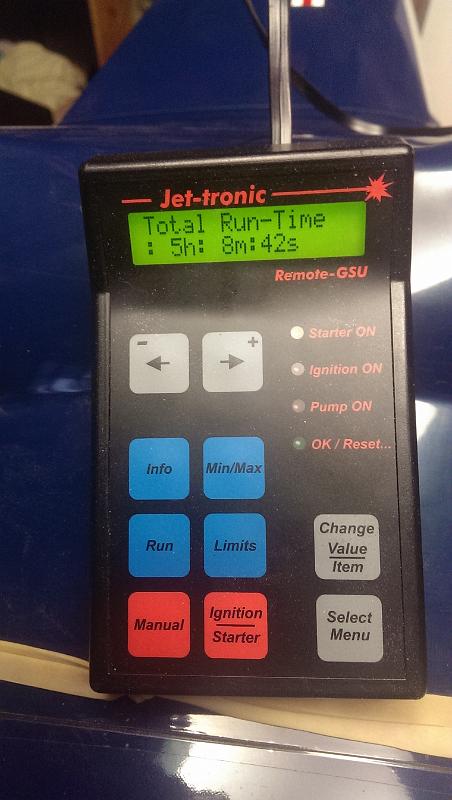 Jet-tronic
Total Run-Time
: 5h: 8m:42s
Remote-GSU
- +
Starter ON
Ignition ON
Pump ON
OK / Reset...
Info Min/Max
Run Limits
Change
Value
Item
Manual
Ignition
Starter
Select
Menu